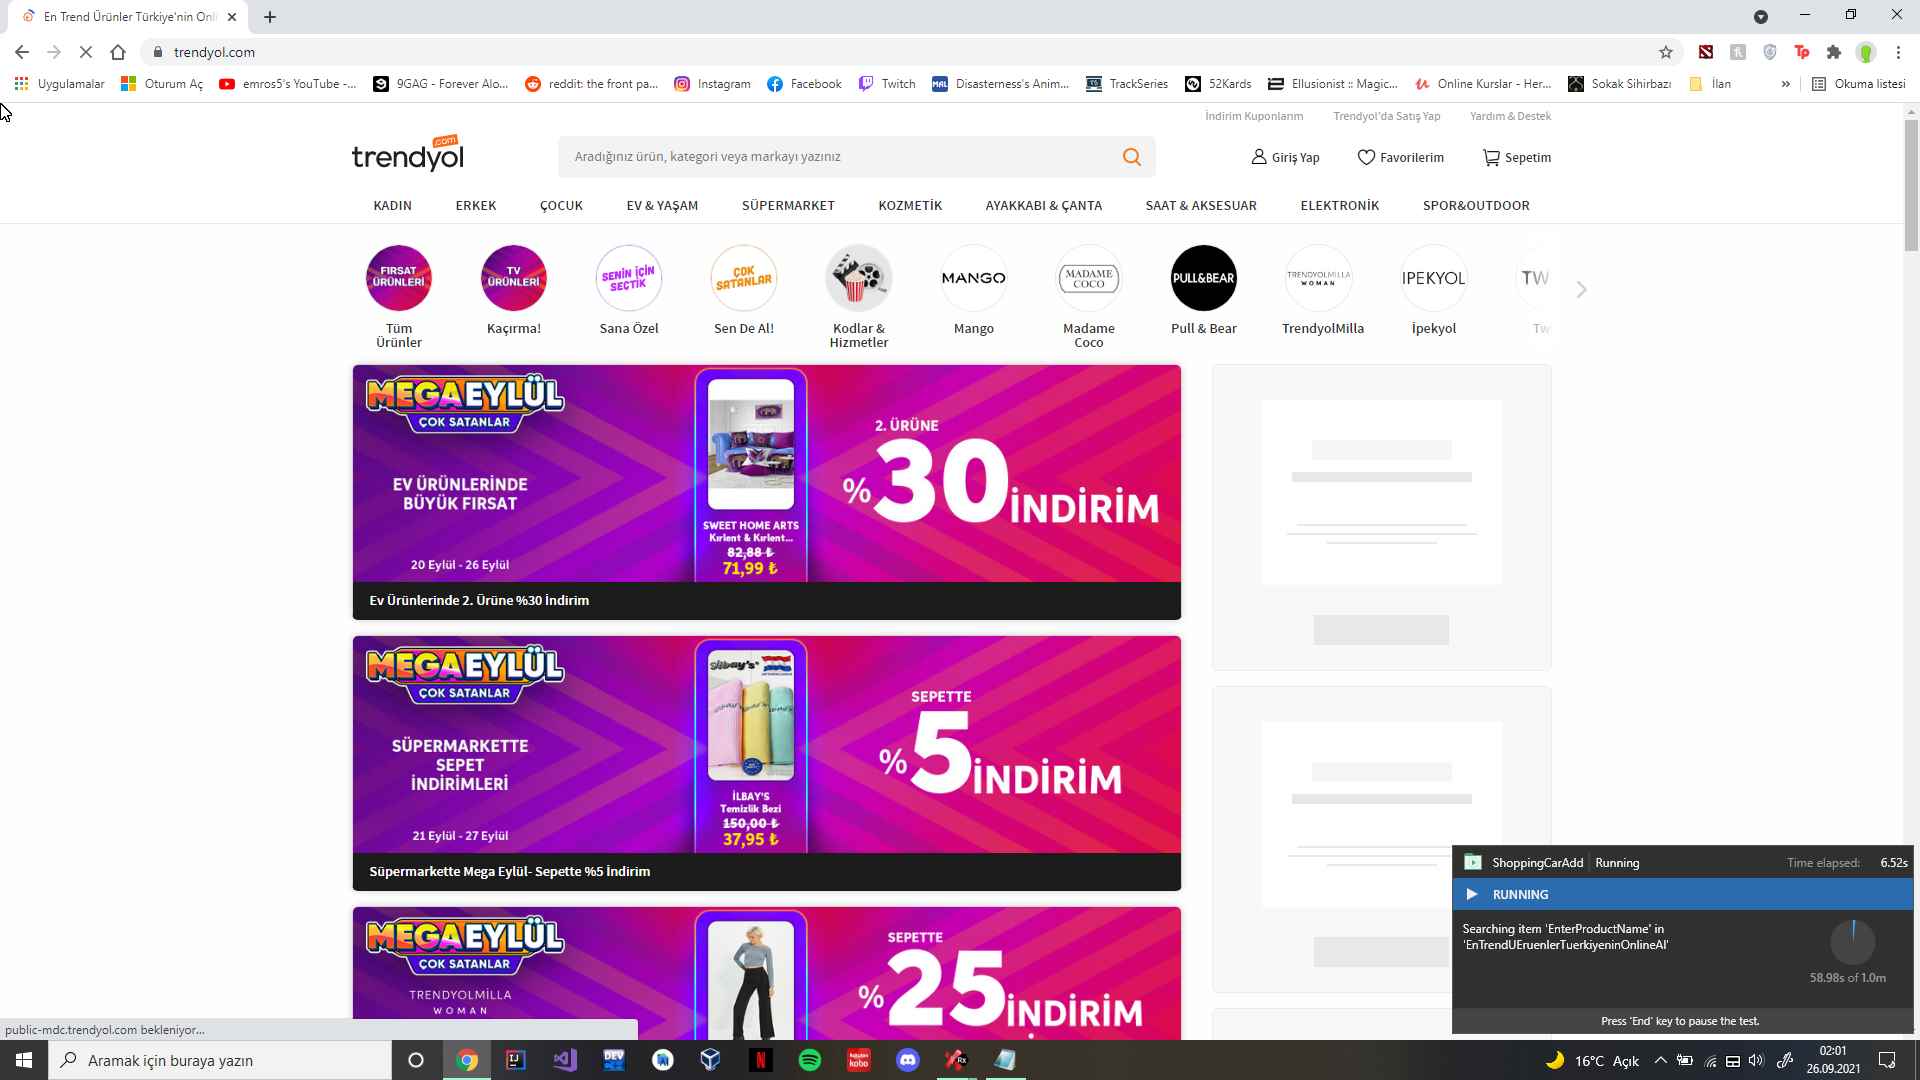 En Trend Ürünler Türkiye'nin Onli
trendyol.com
Uygulamalar
Oturum Aç
emros5's YouTube -...
9GAG - Forever Alo...
reddit: the front pa...
Instagram
Facebook
Twitch
MAL
Disasterness's Anim...
TrackSeries
52Kards
Ellusionist :: Magic...
Online Kurslar - Her...
Sokak Sihirbazı
İlan
»
Okuma listesi
İndirim Kuponlarım
Trendyol'da Satış Yap
Yardım & Destek
trendyol
.com
Aradığınız ürün, kategori veya markayı yazınız
Giriş Yap
Favorilerim
Sepetim
KADIN
ERKEK
ÇOCUK
EV & YAŞAM
SÜPERMARKET
KOZMETİK
AYAKKABI & ÇANTA
SAAT & AKSESUAR
ELEKTRONİK
SPOR&OUTDOOR
FIRSAT
ÜRÜNLERİ
TV
ÜRÜNLERİ
SENİN İÇİN
SEÇTİK
ÇOK
SATANLAR
MANGO
MADAME
COCO
PULL&BEAR
TRENDYOLMILLA
WOMAN
IPEKYOL
TW
Tüm
Ürünler
Kaçırma!
Sana Özel
Sen De Al!
Kodlar &
Hizmetler
Mango
Madame
Coco
Pull & Bear
TrendyolMilla
İpekyol
Tw
MEGA EYLÜL
ÇOK SATANLAR
EV ÜRÜNLERİNDE
BÜYÜK FIRSAT
20 Eylül - 26 Eylül
SWEET HOME ARTS
Kırlent & Kırlent...
82,88 ₺
71,99 ₺
2. ÜRÜNE
%30 İNDİRİM
Ev Ürünlerinde 2. Ürüne %30 İndirim
MEGA EYLÜL
ÇOK SATANLAR
SÜPERMARKETTE
SEPET
İNDİRİMLERİ
21 Eylül - 27 Eylül
İLBAY'S
Temizlik Bezi
150,00 ₺
37,95 ₺
SEPETTE
%5 İNDİRİM
Süpermarkette Mega Eylül- Sepette %5 İndirim
MEGA EYLÜL
ÇOK SATANLAR
TRENDYOLMILLA
WOMAN
SEPETTE
%25 İNDİRİM
ShoppingCarAdd
Running
Time elapsed:
6.52s
RUNNING
Searching item 'EnterProductName' in
'EnTrendUEruenlerTuerkiyeninOnlineAl'
58.98s of 1.0m
Press 'End' key to pause the test.
public-mdc.trendyol.com bekleniyor...
Aramak için buraya yazın
DEV
16°C Açık
02:01
26.09.2021